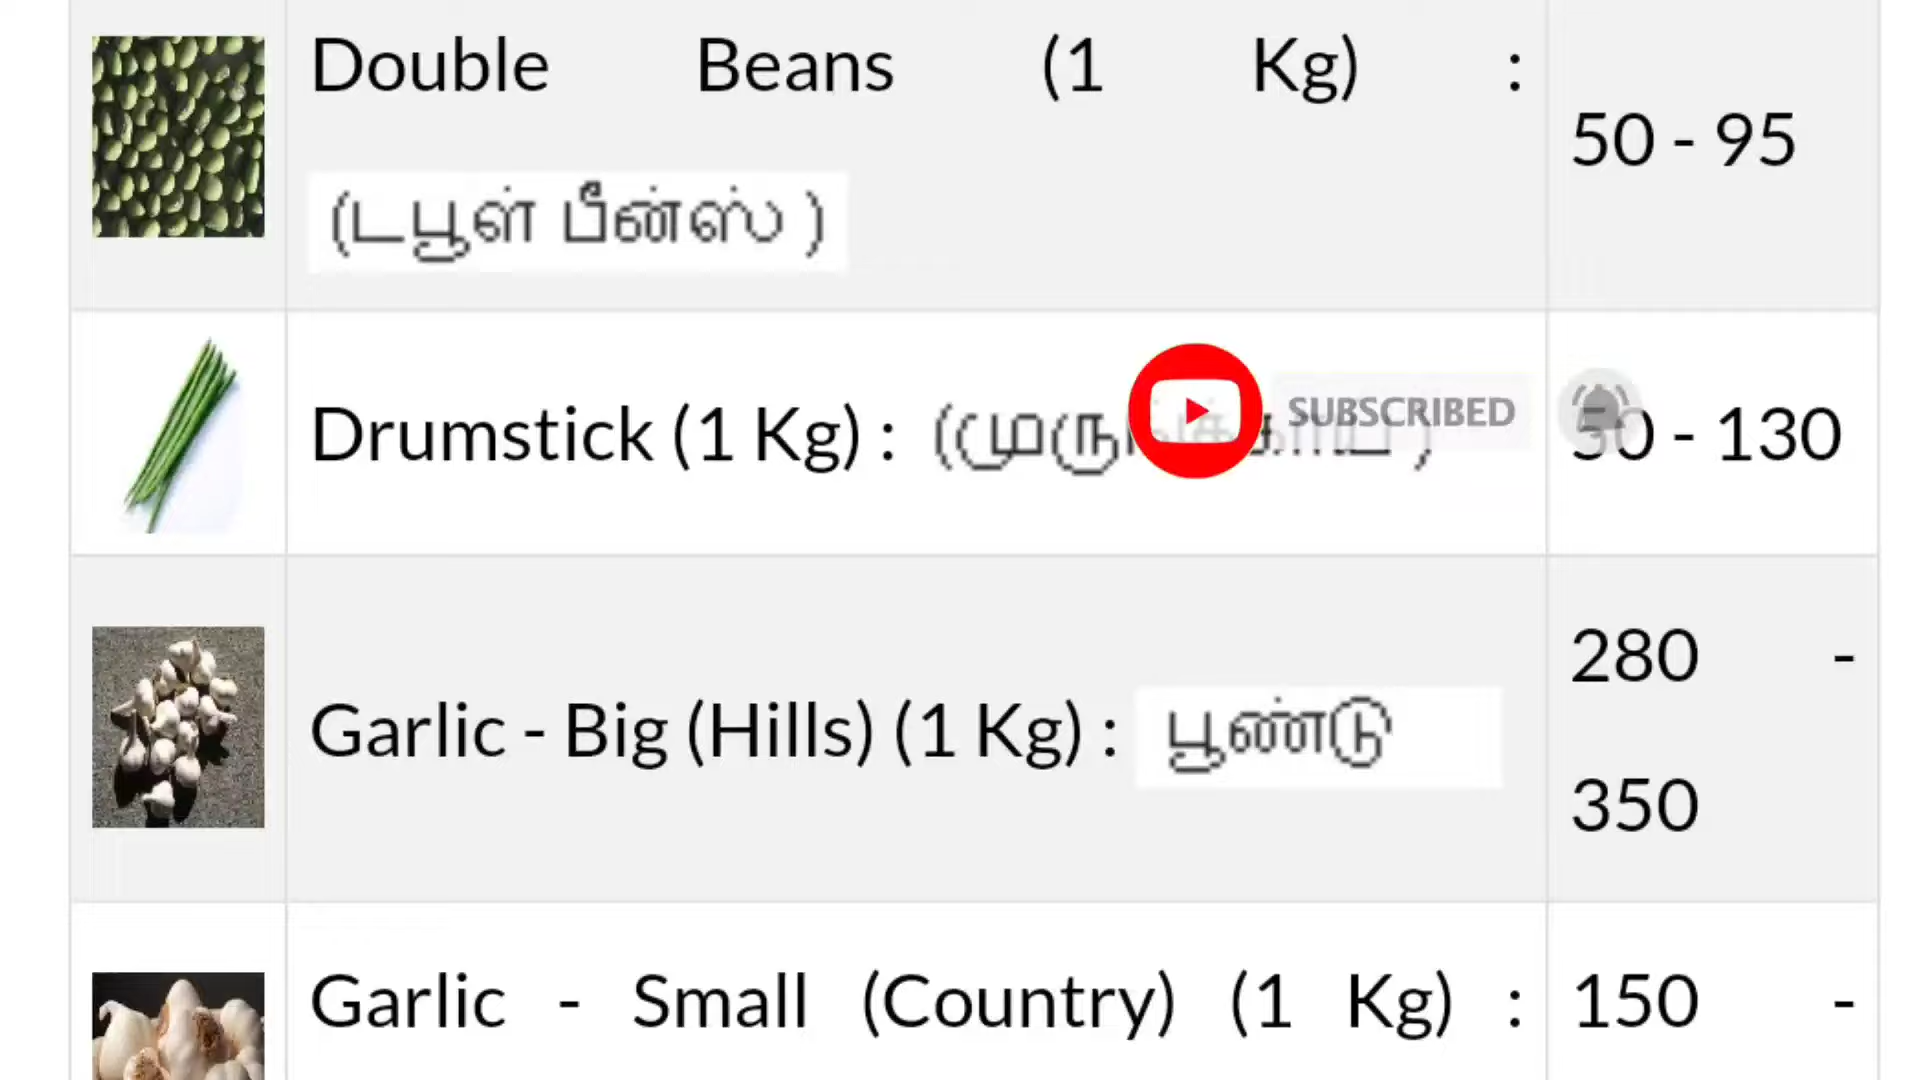 Double Beans (1 Kg) :
(டபூள் பீன்ஸ் )
50 - 95
Drumstick (1 Kg) :
SUBSCRIBED
50 - 130
Garlic - Big (Hills) (1 Kg) : பூண்டு
280 -
350
Garlic - Small (Country) (1 Kg) :
150 -